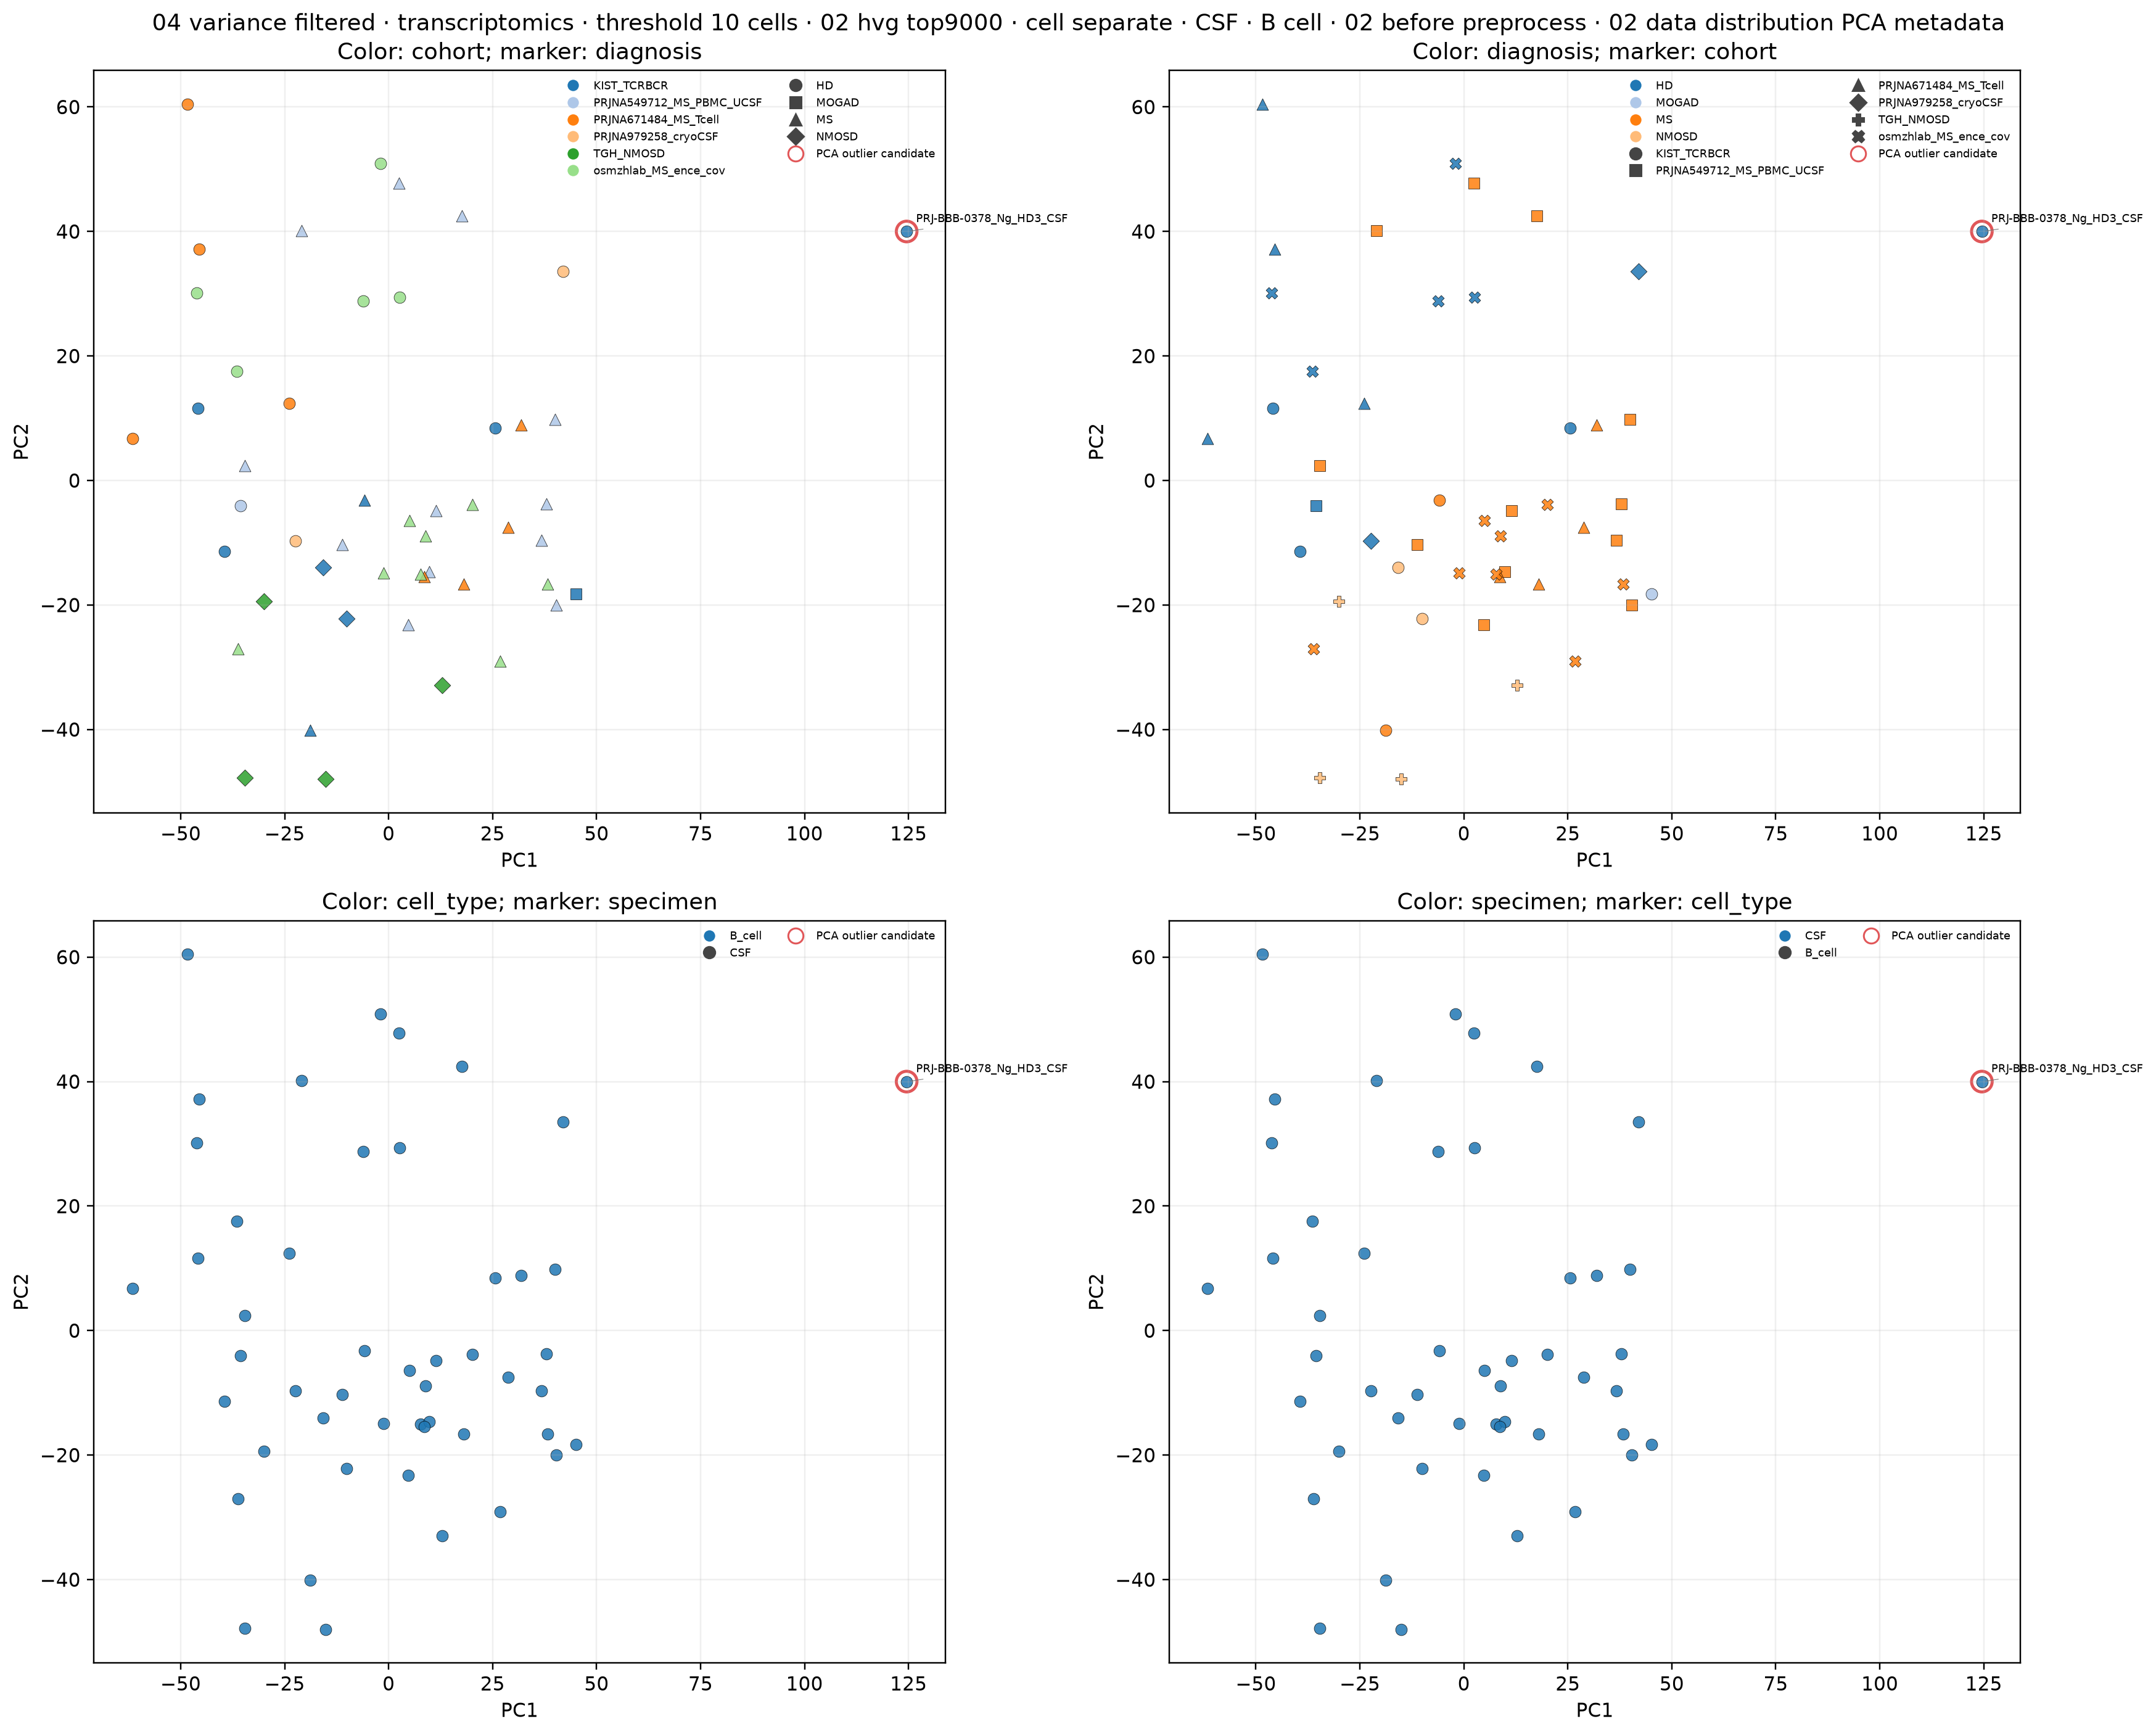 04 variance filtered · transcriptomics · threshold 10 cells · 02 hvg top9000 · cell separate · CSF · B cell · 02 before preprocess · 02 data distribution PCA metadata
Color: cohort; marker: diagnosis
KIST_TCRBCR
PRJNA549712_MS_PBMC_UCSF
PRJNA671484_MS_Tcell
PRJNA979258_cryoCSF
TGH_NMOSD
osmzhlab_MS_ence_cov
HD
MOGAD
MS
NMOSD
PCA outlier candidate
PRJ-BBB-0378_Ng_HD3_CSF
60
40
20
0
−20
−40
PC2
−50 −25 0 25 50 75 100 125
PC1
Color: diagnosis; marker: cohort
HD
MOGAD
MS
NMOSD
KIST_TCRBCR
PRJNA549712_MS_PBMC_UCSF
PRJNA671484_MS_Tcell
PRJNA979258_cryoCSF
TGH_NMOSD
osmzhlab_MS_ence_cov
PCA outlier candidate
PRJ-BBB-0378_Ng_HD3_CSF
60
40
20
0
−20
−40
PC2
−50 −25 0 25 50 75 100 125
PC1
Color: cell_type; marker: specimen
B_cell
CSF
PCA outlier candidate
PRJ-BBB-0378_Ng_HD3_CSF
60
40
20
0
−20
−40
PC2
−50 −25 0 25 50 75 100 125
PC1
Color: specimen; marker: cell_type
CSF
B_cell
PCA outlier candidate
PRJ-BBB-0378_Ng_HD3_CSF
60
40
20
0
−20
−40
PC2
−50 −25 0 25 50 75 100 125
PC1